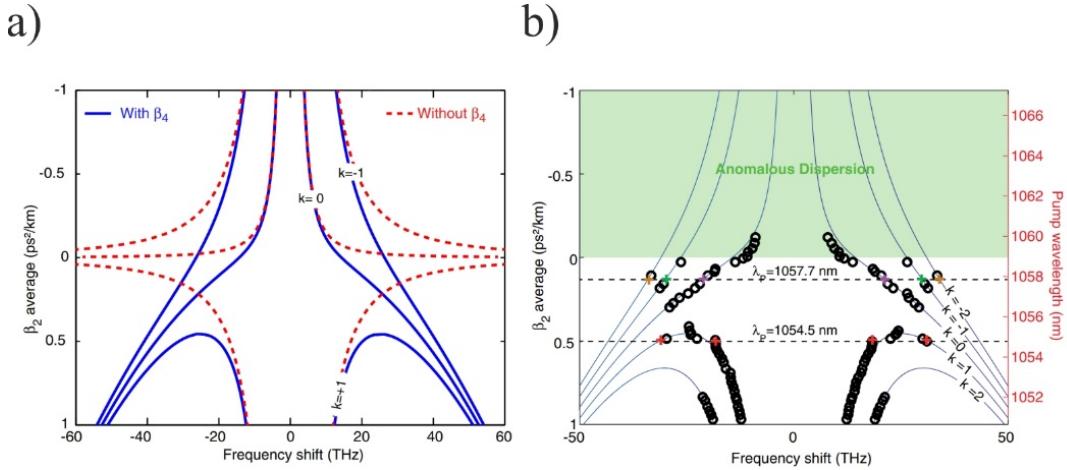 a)
b)
-1
-0.5
0
0.5
1
β₂ average (ps²/km)
With β₄
Without β₄
k=-1
k= 0
k=+1
-60
-40
-20
0
20
40
60
Frequency shift (THz)
-1
-0.5
0
0.5
1
β₂ average (ps²/km)
Anomalous Dispersion
λₚ=1057.7 nm
λₚ=1054.5 nm
k=-2
k=-1
k=0
k=1
k=2
-50
0
50
Frequency shift (THz)
1066
1064
1062
1060
1058
1056
1054
1052
Pump wavelength (nm)